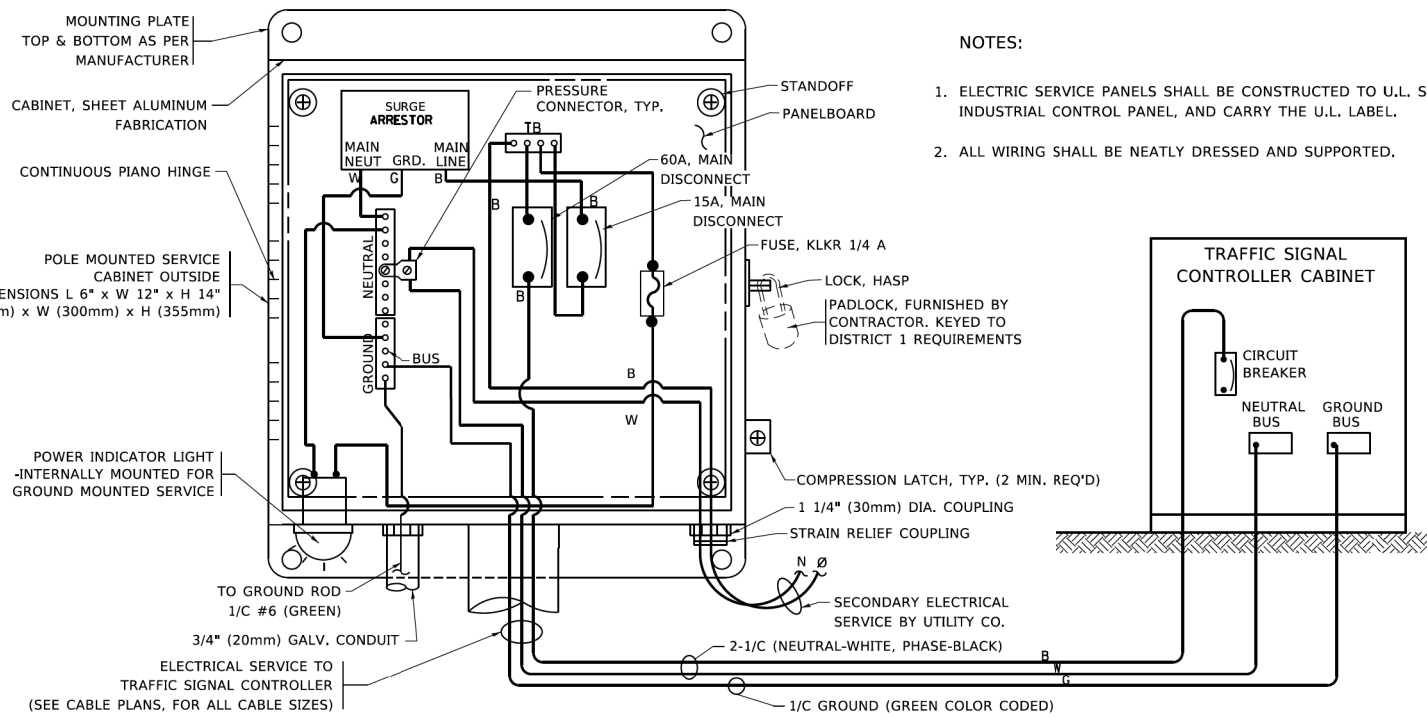 MOUNTING PLATE
TOP & BOTTOM AS PER
MANUFACTURER
CABINET, SHEET ALUMINUM
FABRICATION
CONTINUOUS PIANO HINGE
POLE MOUNTED SERVICE
CABINET OUTSIDE
ENSIONS L 6" x W 12" x H 14"
m) x W (300mm) x H (355mm)
POWER INDICATOR LIGHT
-INTERNALLY MOUNTED FOR
GROUND MOUNTED SERVICE
TO GROUND ROD
1/C #6 (GREEN)
3/4" (20mm) GALV. CONDUIT
ELECTRICAL SERVICE TO
TRAFFIC SIGNAL CONTROLLER
(SEE CABLE PLANS, FOR ALL CABLE SIZES)
SURGE
ARRESTOR
MAIN
NEUT
GRD.
MAIN
LINE
W
G
B
PRESSURE
CONNECTOR, TYP.
TB
NEUTRAL
GROUND
BUS
B
B
B
B
W
STANDOFF
PANELBOARD
60A, MAIN
DISCONNECT
15A, MAIN
DISCONNECT
FUSE, KLKR 1/4 A
LOCK, HASP
PADLOCK, FURNISHED BY
CONTRACTOR. KEYED TO
DISTRICT 1 REQUIREMENTS
COMPRESSION LATCH, TYP. (2 MIN. REQ'D)
1 1/4" (30mm) DIA. COUPLING
STRAIN RELIEF COUPLING
N Ø
SECONDARY ELECTRICAL
SERVICE BY UTILITY CO.
2-1/C (NEUTRAL-WHITE, PHASE-BLACK)
B
W
G
1/C GROUND (GREEN COLOR CODED)
NOTES:
1. ELECTRIC SERVICE PANELS SHALL BE CONSTRUCTED TO U.L. S
INDUSTRIAL CONTROL PANEL, AND CARRY THE U.L. LABEL.
2. ALL WIRING SHALL BE NEATLY DRESSED AND SUPPORTED.
TRAFFIC SIGNAL
CONTROLLER CABINET
CIRCUIT
BREAKER
NEUTRAL
BUS
GROUND
BUS